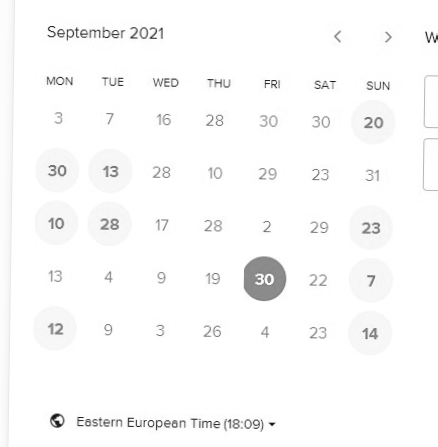 September 2021
W
MON TUE WED THU FRI SAT SUN
3 7 16 28 30 30 20
30 13 28 10 29 23 31
10 28 17 28 2 29 23
13 4 9 19 30 22 7
12 9 3 26 4 23 14
Eastern European Time (18:09)